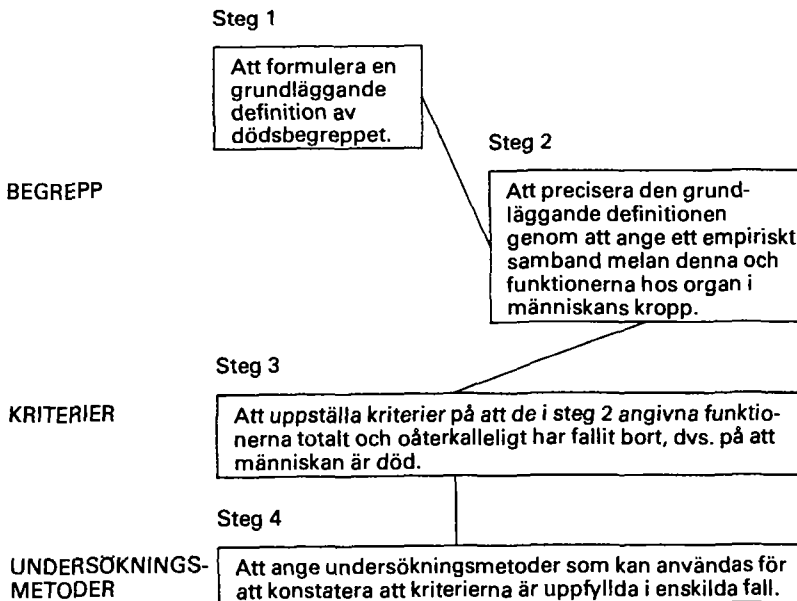 Steg 1
Att formulera en
grundläggande
definition av
dödsbegreppet.
Steg 2
BEGREPP
Att precisera den grund-
läggande definitionen
genom att ange ett empiriskt
samband melan denna och
funktionerna hos organ i
människans kropp.
Steg 3
KRITERIER
Att uppställa kriterier på att de i steg 2 angivna funktio-
nerna totalt och oåterkalleligt har fallit bort, dvs. på att
människan är död.
Steg 4
UNDERSÖKNINGS-
METODER
Att ange undersökningsmetoder som kan användas för
att konstatera att kriterierna är uppfyllda i enskilda fall.